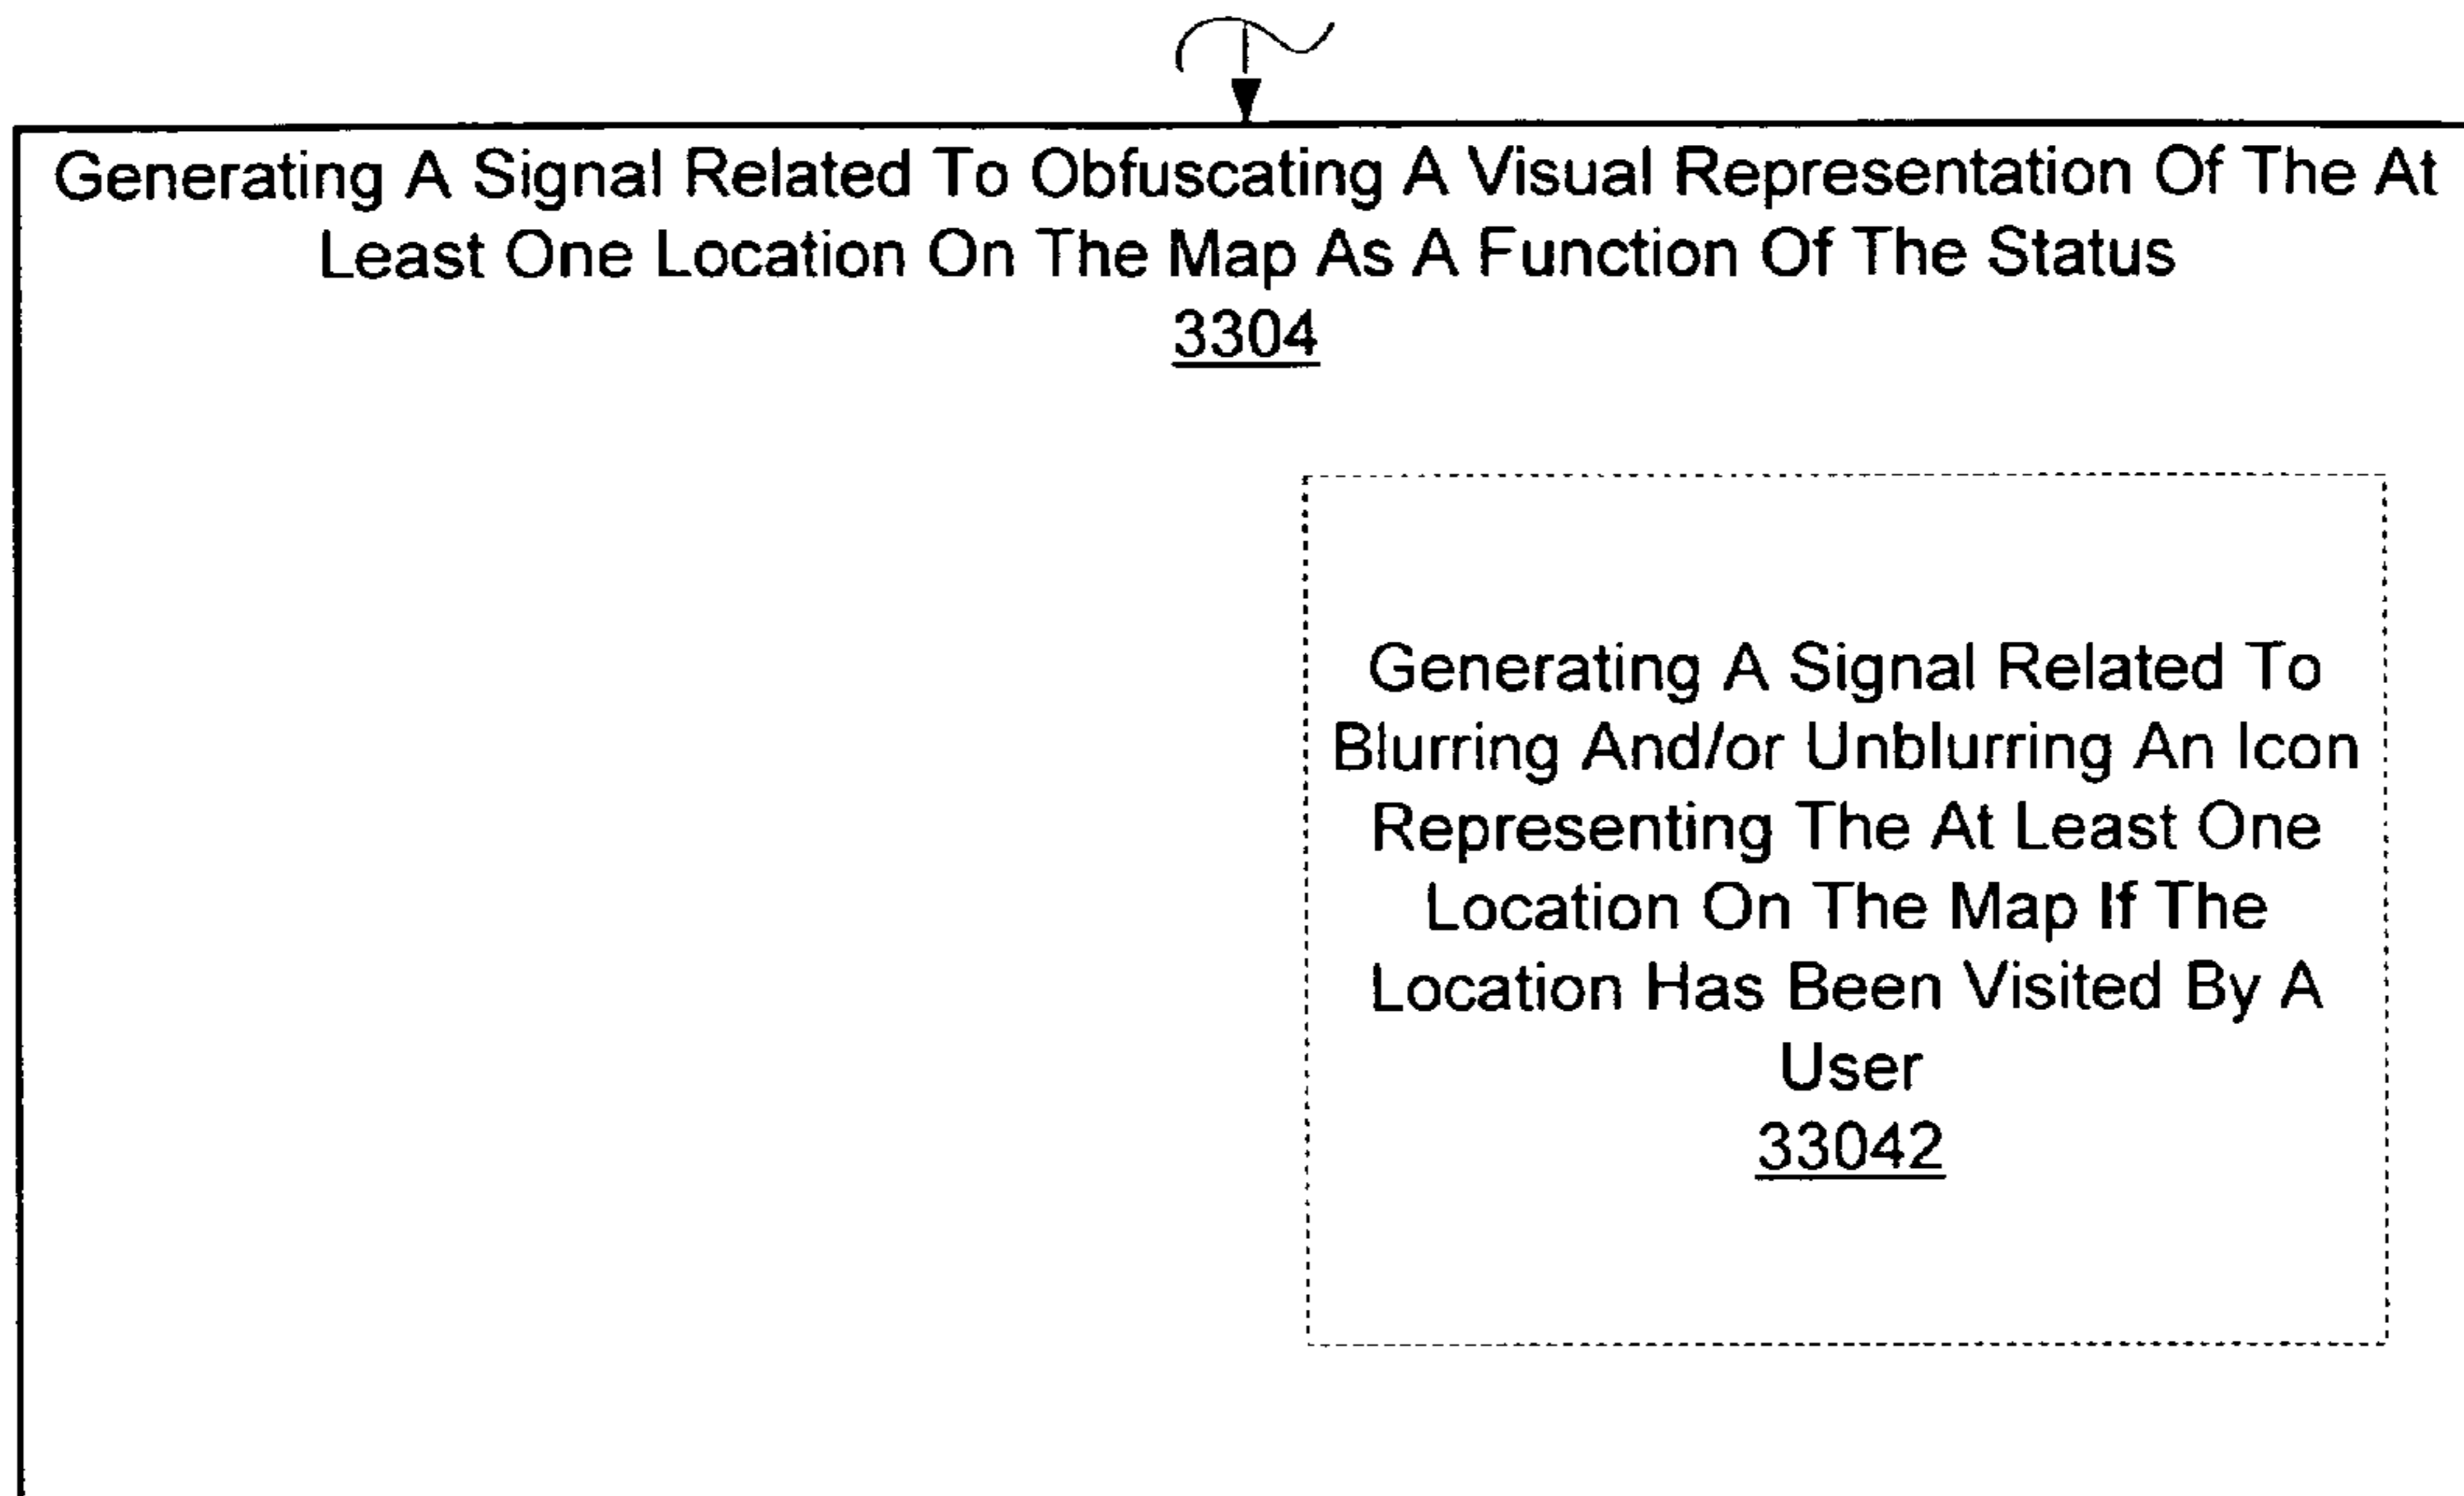 Generating A Signal Related To Obfuscating A Visual Representation Of The At
Least One Location On The Map As A Function Of The Status
3304
Generating A Signal Related To
Blurring And/or Unblurring An Icon
Representing The At Least One
Location On The Map If The
Location Has Been Visited By A
User
33042